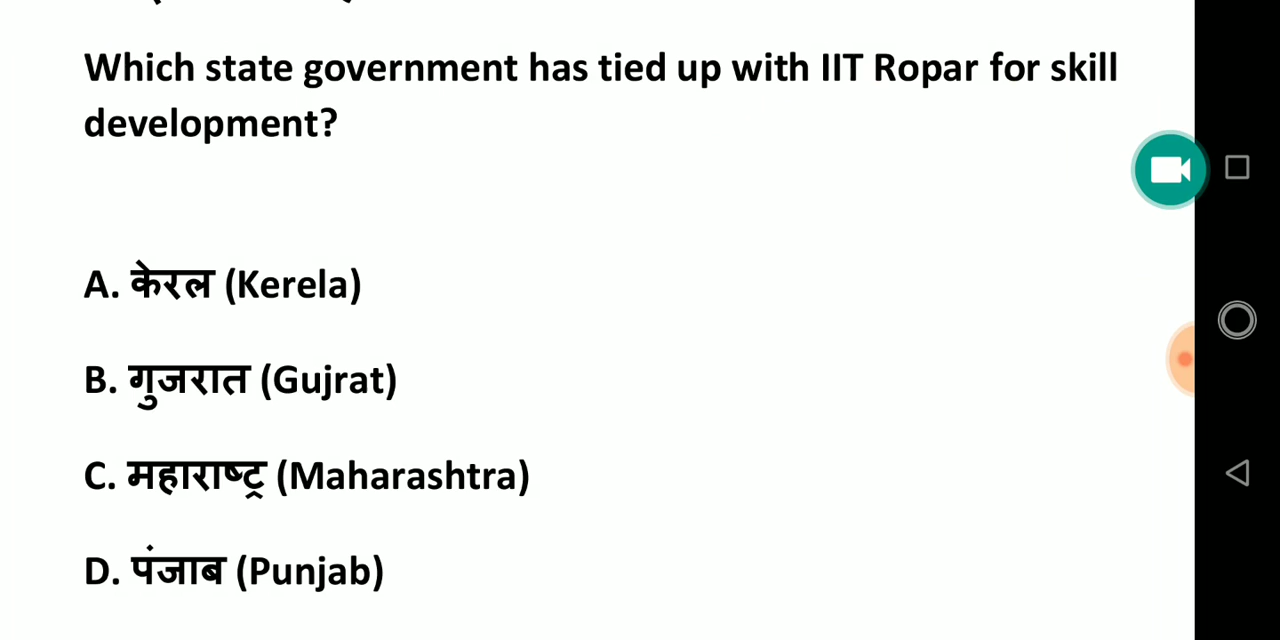 Which state government has tied up with IIT Ropar for skill
development?
A. केरल (Kerela)
B. गुजरात (Gujrat)
C. महाराष्ट्र (Maharashtra)
D. पंजाब (Punjab)